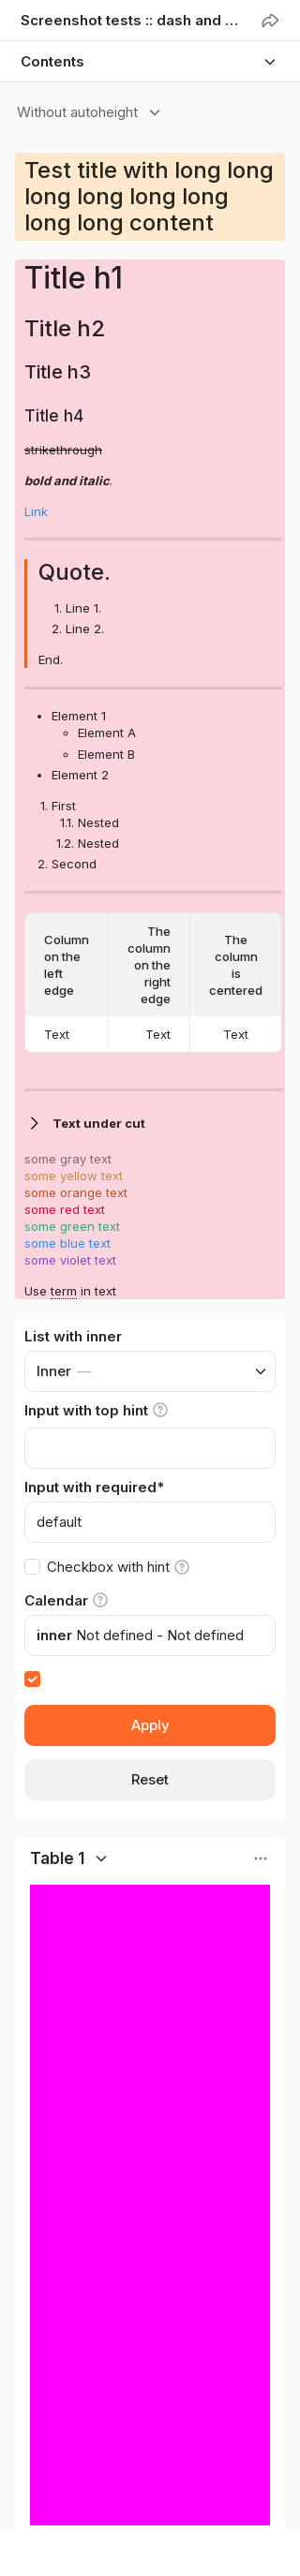 Screenshot tests :: dash and ...
Contents
Without autoheight
Test title with long long
long long long long
long long content
Title h1
Title h2
Title h3
Title h4
strikethrough
bold and italic.
Link
Quote.
1. Line 1.
2. Line 2.
End.
Element 1
Element A
Element B
Element 2
1. First
1.1. Nested
1.2. Nested
2. Second
Column on the left edge
The column on the right edge
The column is centered
Text
Text
Text
Text under cut
some gray text
some yellow text
some orange text
some red text
some green text
some blue text
some violet text
Use term in text
List with inner
Inner —
Input with top hint
Input with required*
default
Checkbox with hint
Calendar
inner Not defined - Not defined
Apply
Reset
Table 1